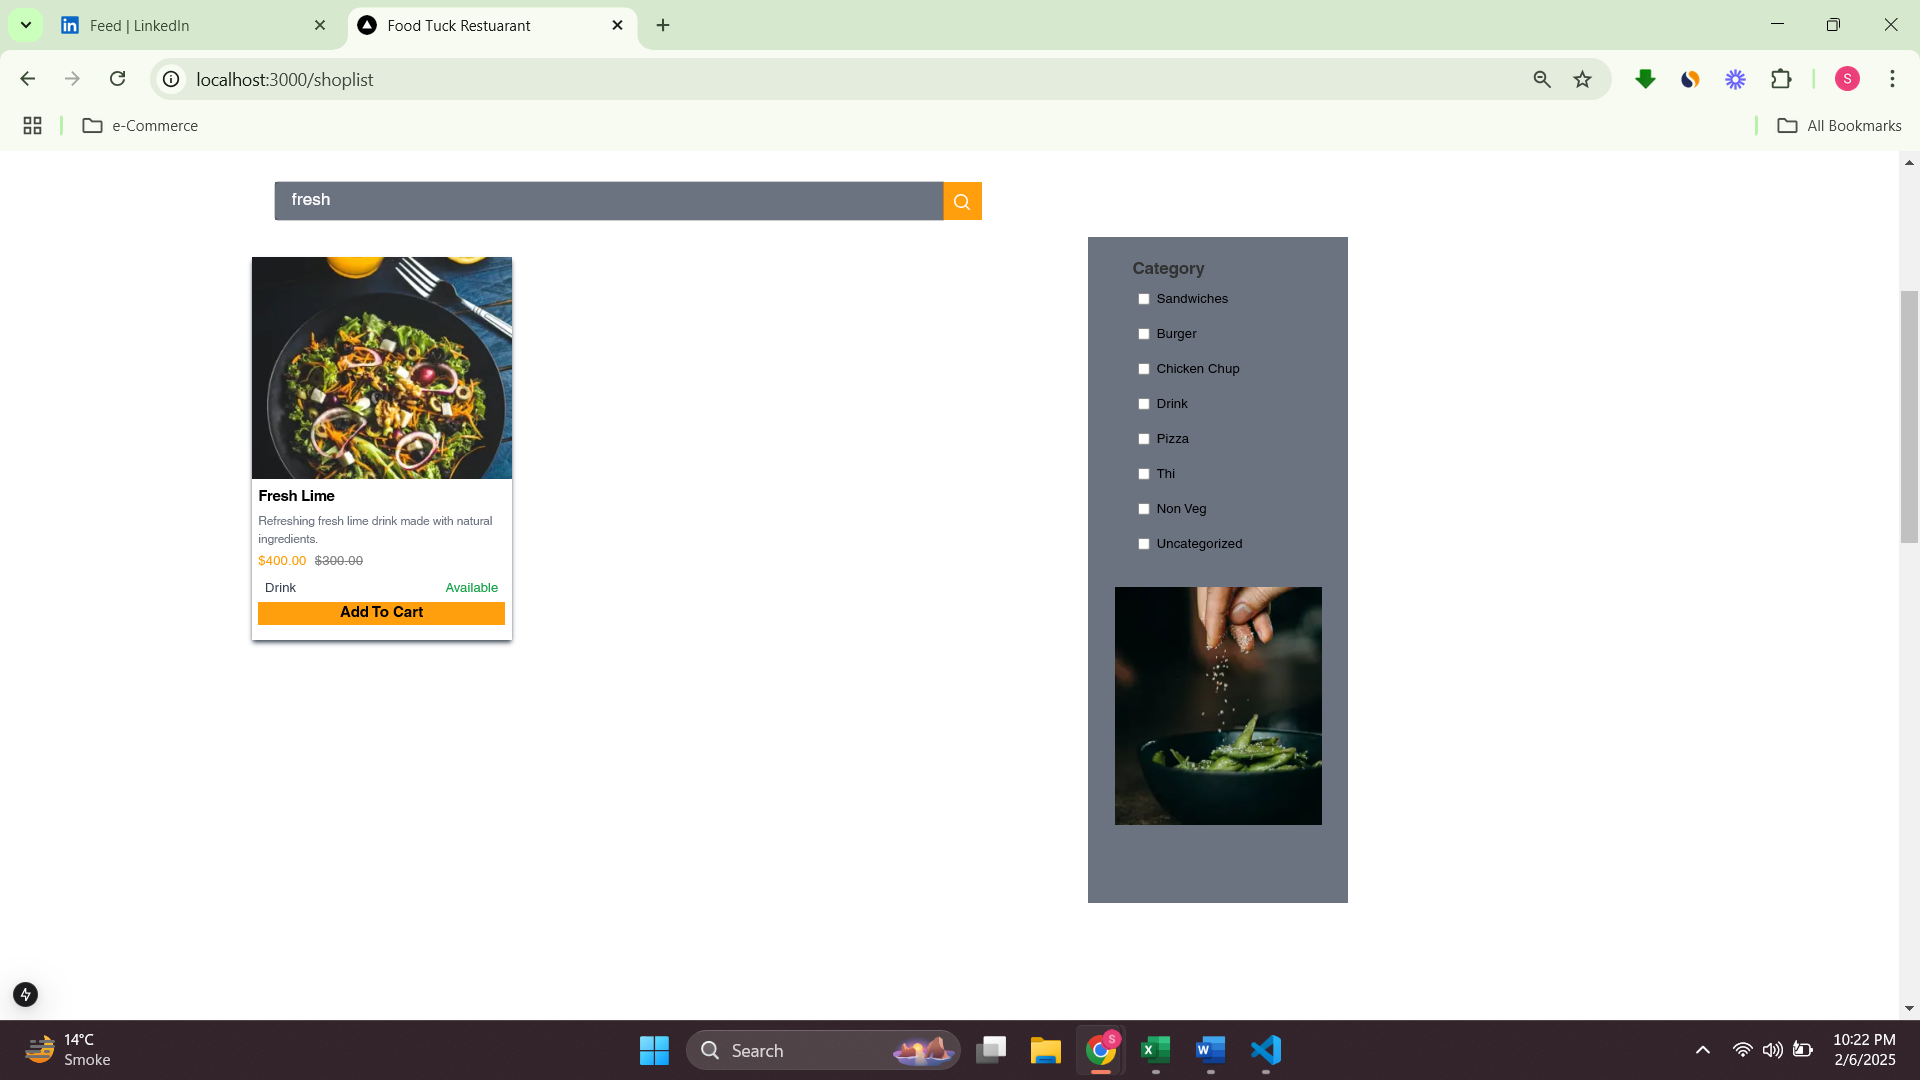 Feed | LinkedIn
Food Tuck Restuarant
localhost:3000/shoplist
S
e-Commerce
All Bookmarks
fresh
Category
Sandwiches
Burger
Chicken Chup
Drink
Pizza
Thi
Non Veg
Uncategorized
Fresh Lime
Refreshing fresh lime drink made with natural
ingredients.
$400.00 $300.00
Drink Available
Add To Cart
14°C
Smoke
Search
S
10:22 PM
2/6/2025